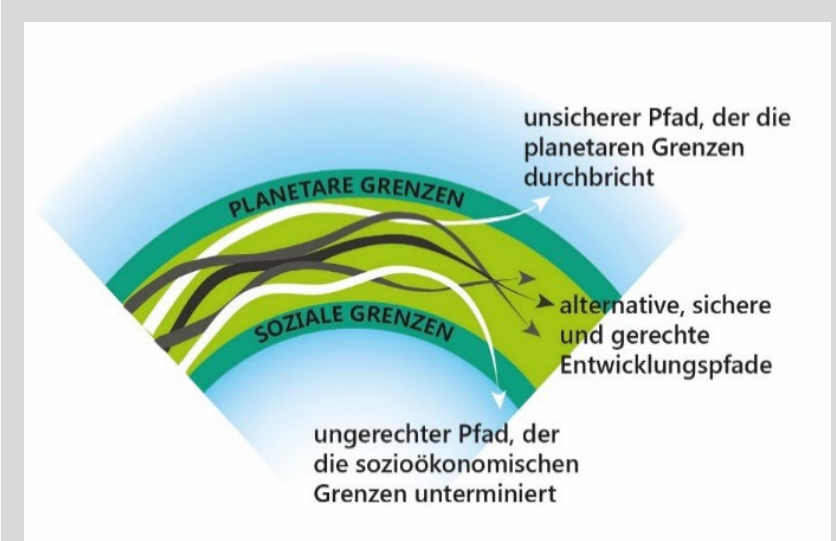 unsicherer Pfad, der die
planetaren Grenzen
durchbricht
PLANETARE GRENZEN
alternative, sichere
und gerechte
Entwicklungspfade
SOZIALE GRENZEN
ungerechter Pfad, der
die sozioökonomischen
Grenzen unterminiert